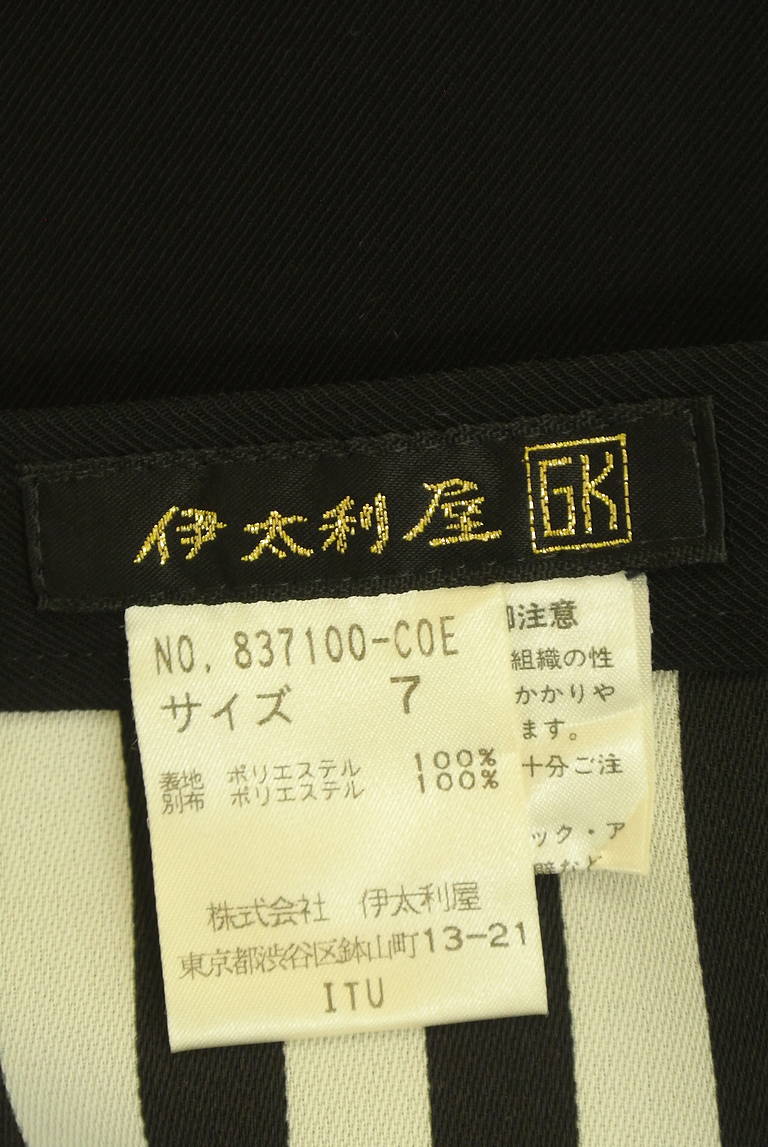 伊太利屋 GK
NO. 837100-COE
サイズ 7
表地 ポリエステル 100%
別布 ポリエステル 100%
株式会社 伊太利屋
東京都渋谷区鉢山町13-21
ITU
注意
組織の性
かかりや
ます。
十分ご注
ック・ア
など